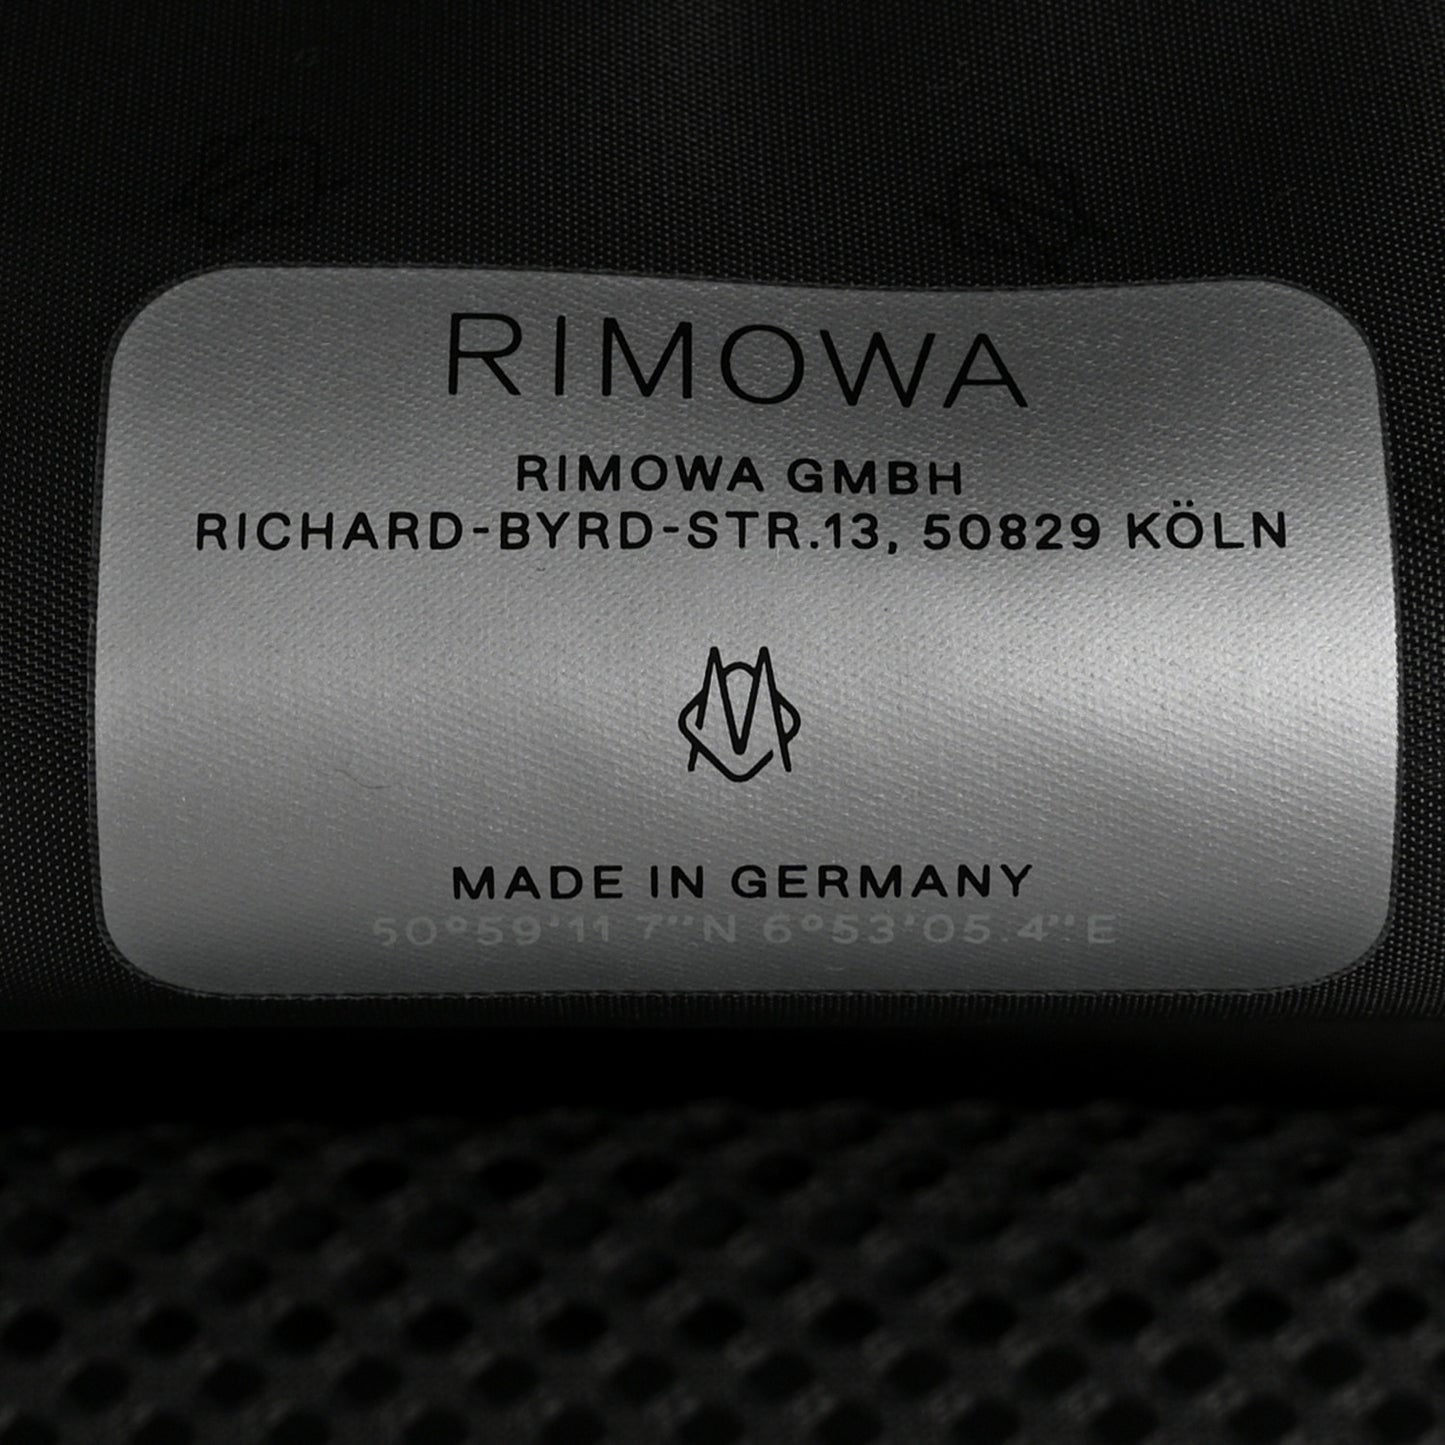 RIMOWA
RIMOWA GMBH
RICHARD-BYRD-STR.13, 50829 KÖLN
MADE IN GERMANY
50°59'11 7''N 6°53'05.4''E